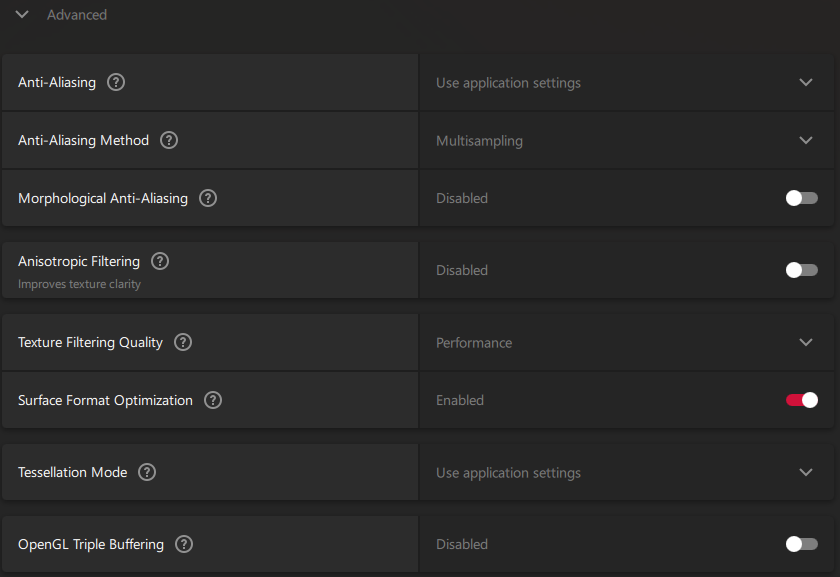 Advanced
Anti-Aliasing ? Use application settings
Anti-Aliasing Method ? Multisampling
Morphological Anti-Aliasing ? Disabled
Anisotropic Filtering ? Disabled
Improves texture clarity
Texture Filtering Quality ? Performance
Surface Format Optimization ? Enabled
Tessellation Mode ? Use application settings
OpenGL Triple Buffering ? Disabled